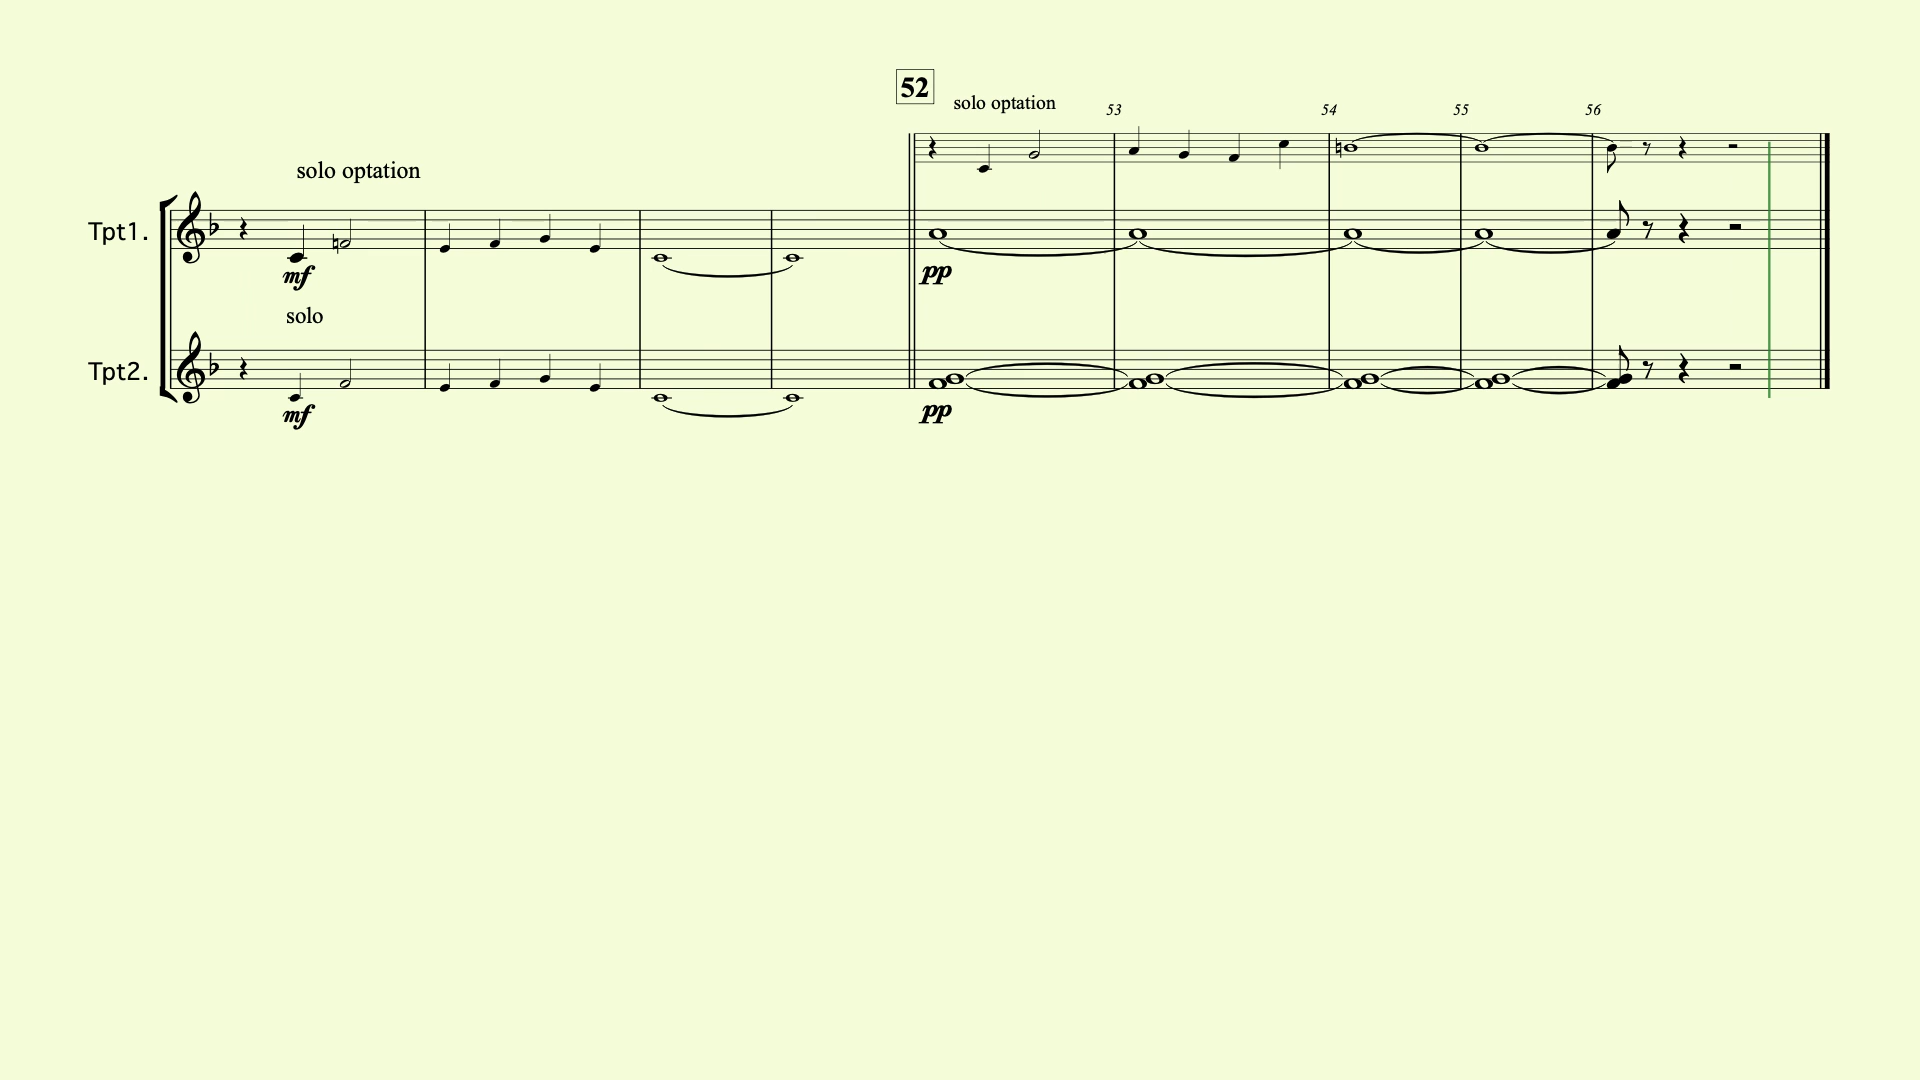 52
solo optation
53
54
55
56
solo optation
Tpt1.
mf
pp
solo
Tpt2.
mf
pp